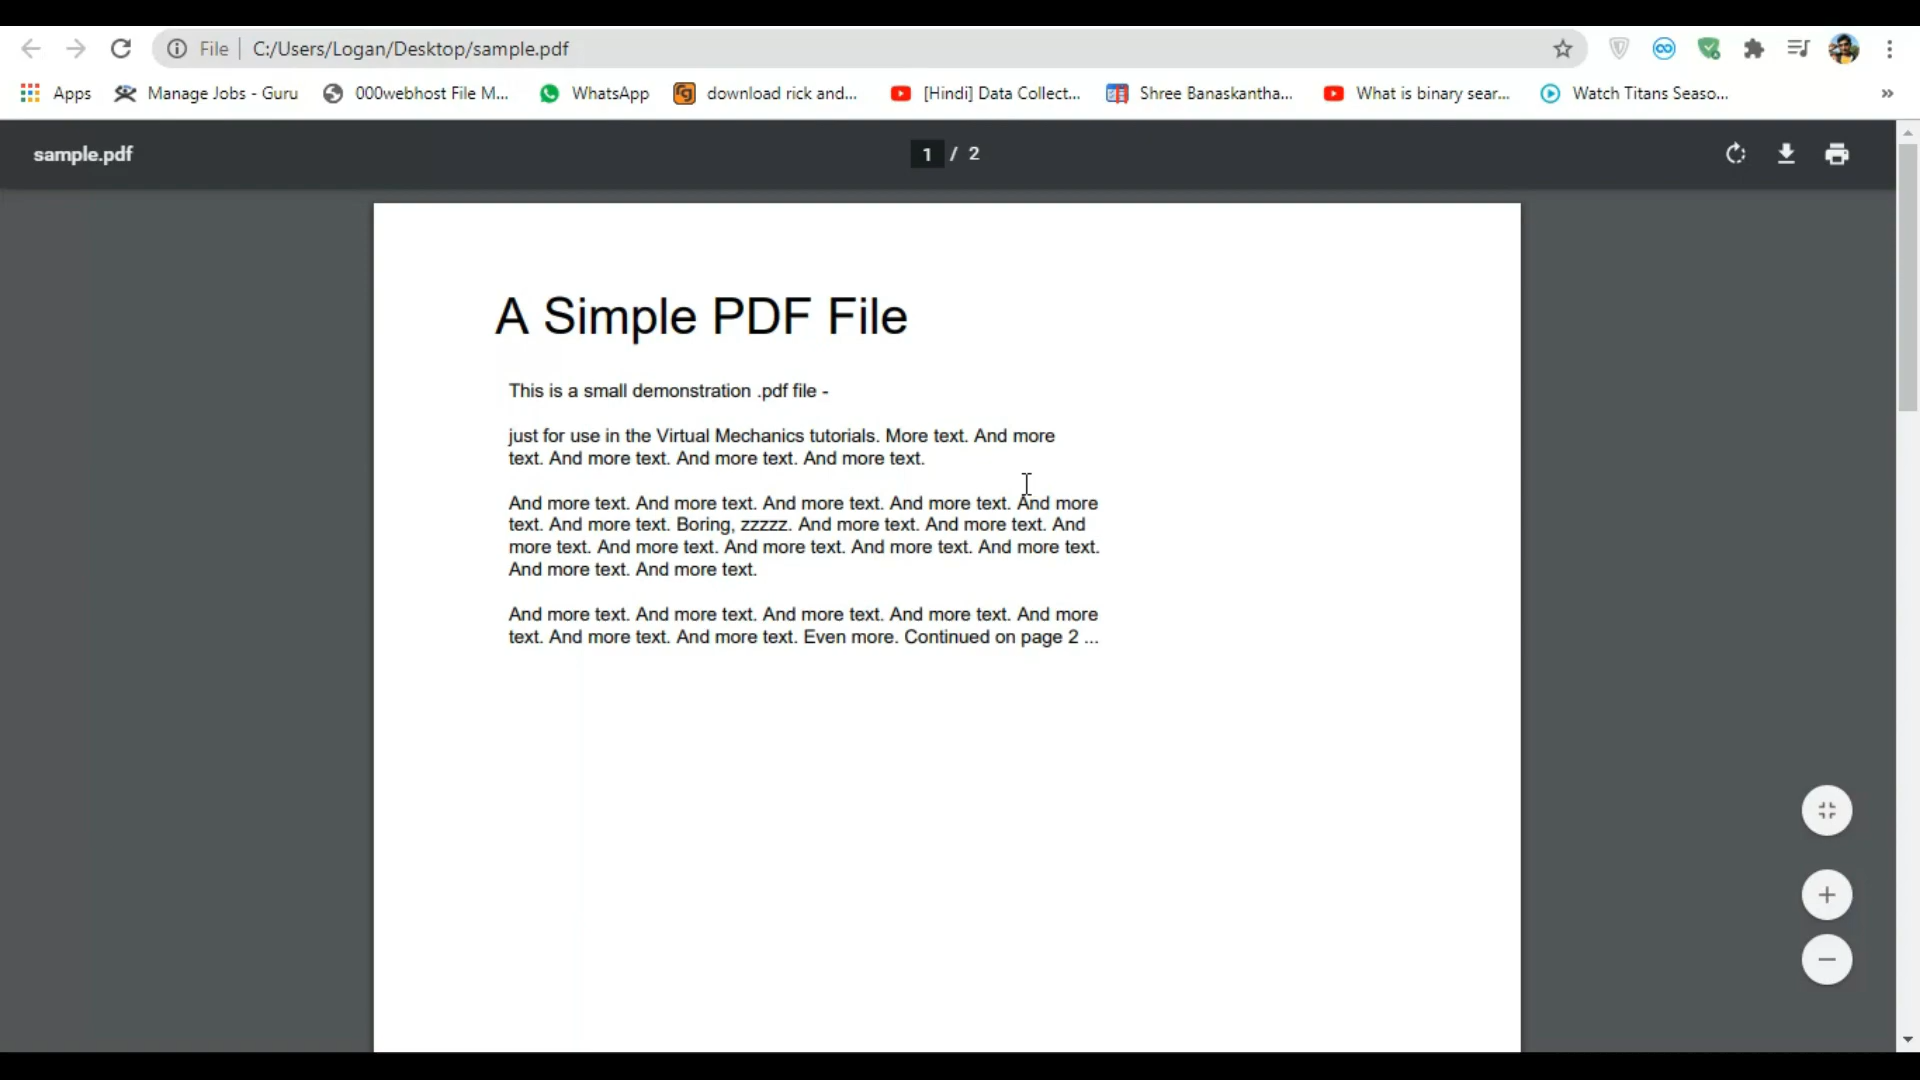 File | C:/Users/Logan/Desktop/sample.pdf
Apps Manage Jobs - Guru 000webhost File M... WhatsApp download rick and... [Hindi] Data Collect... Shree Banaskantha... What is binary sear... Watch Titans Seaso... »
sample.pdf 1 / 2
A Simple PDF File
This is a small demonstration .pdf file -
just for use in the Virtual Mechanics tutorials. More text. And more
text. And more text. And more text. And more text.
And more text. And more text. And more text. And more text. And more
text. And more text. Boring, zzzzz. And more text. And more text. And
more text. And more text. And more text. And more text. And more text.
And more text. And more text.
And more text. And more text. And more text. And more text. And more
text. And more text. And more text. Even more. Continued on page 2 ...